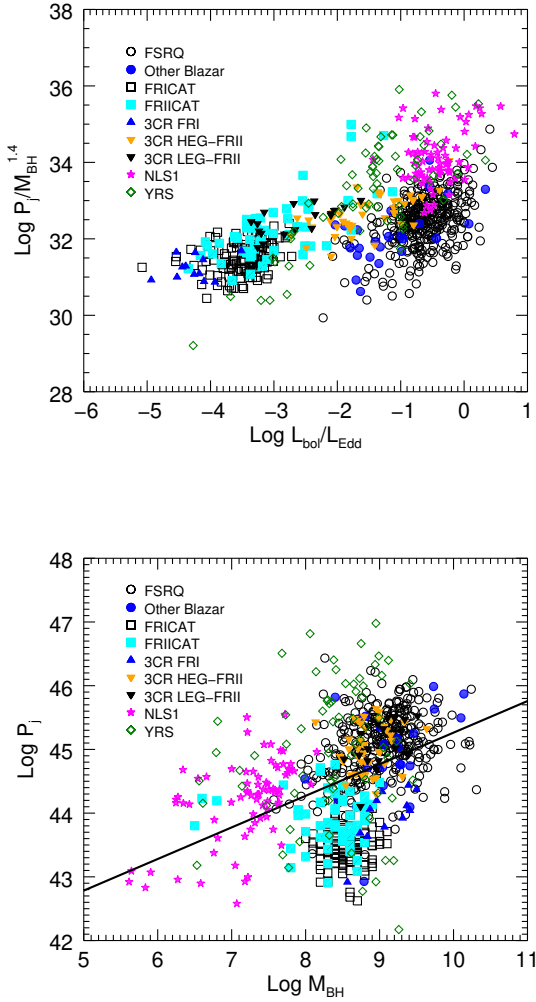 38
36
34
32
30
28
Log P_j/M_BH^1.4
FSRQ
Other Blazar
FRICAT
FRIICAT
3CR FRI
3CR HEG−FRII
3CR LEG−FRII
NLS1
YRS
−6 −5 −4 −3 −2 −1 0 1
Log L_bol/L_Edd
48
47
46
45
44
43
42
Log P_j
FSRQ
Other Blazar
FRICAT
FRIICAT
3CR FRI
3CR HEG−FRII
3CR LEG−FRII
NLS1
YRS
5 6 7 8 9 10 11
Log M_BH